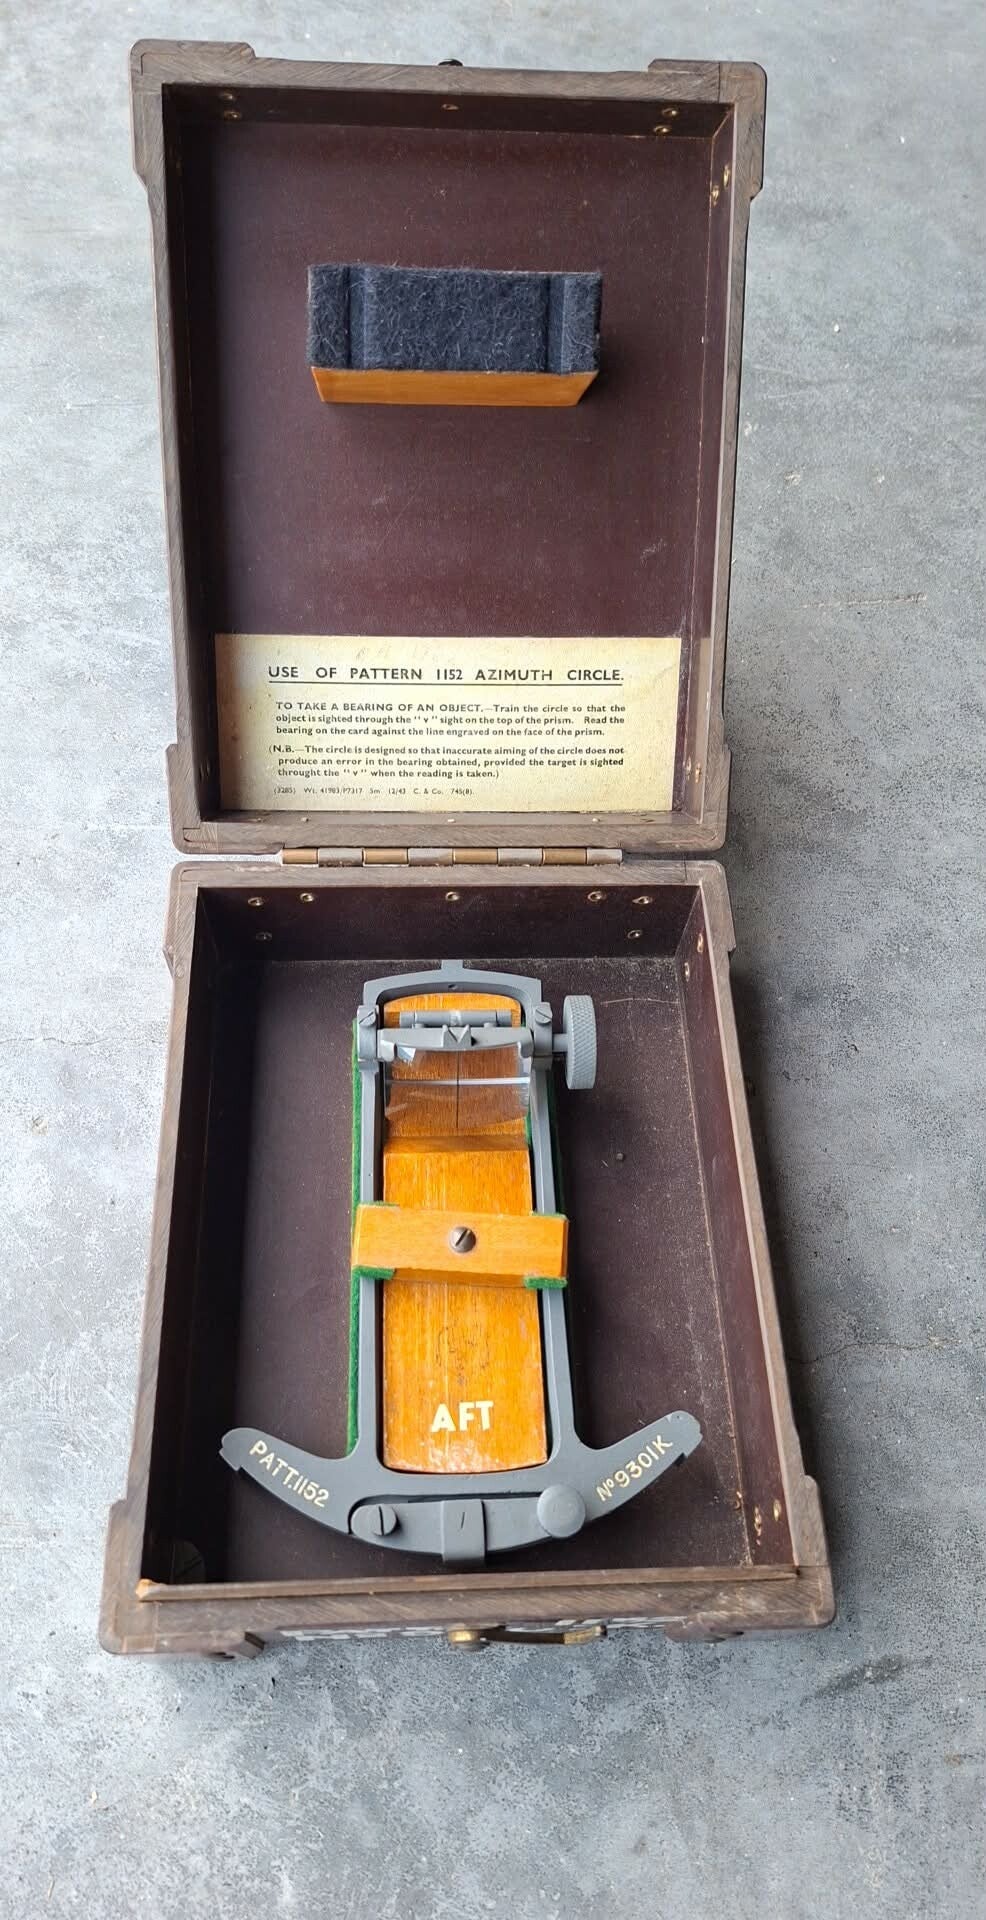 USE OF PATTERN 1152 AZIMUTH CIRCLE.
TO TAKE A BEARING OF AN OBJECT.—Train the circle so that the
object is sighted through the "v" sight on the top of the prism. Read the
bearing on the card against the line engraved on the face of the prism.
(N.B.—The circle is designed so that inaccurate aiming of the circle does not
produce an error in the bearing obtained, provided the target is sighted
throught the "v" when the reading is taken.)
(3285) Wt. 41983/P7317 5m 12/43 C. & Co. 745(8).
AFT
PATT.1152
Nº 9301K